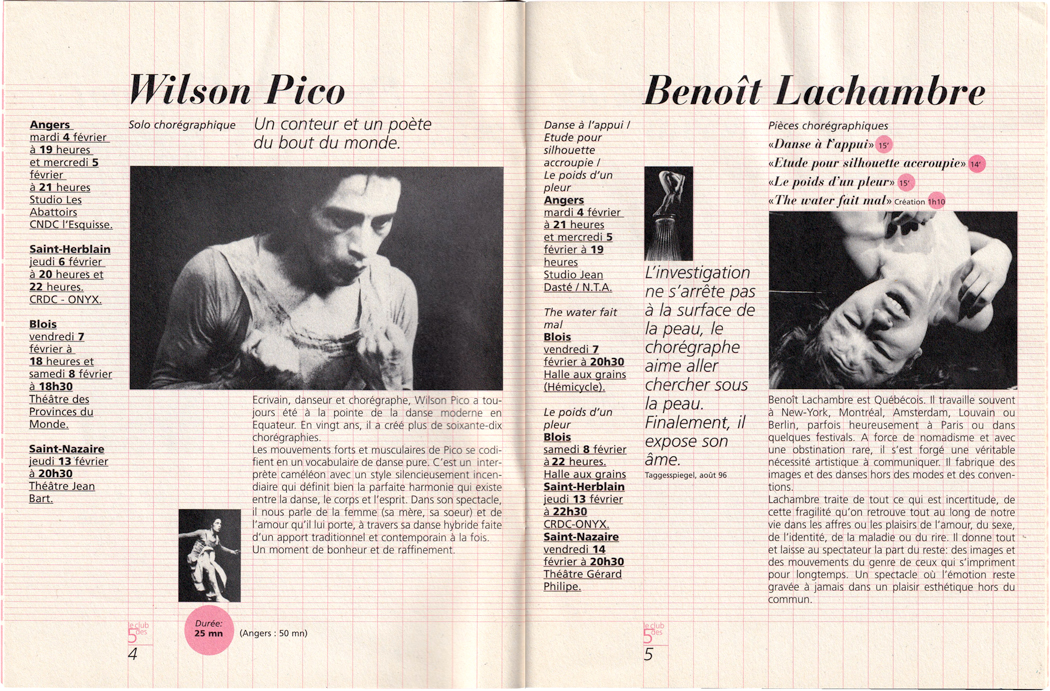 Wilson Pico
Angers
mardi 4 février
à 19 heures
et mercredi 5
février
à 21 heures
Studio Les
Abattoirs
CNDC l'Esquisse.
Saint-Herblain
jeudi 6 février
à 20 heures et
22 heures.
CRDC - ONYX.
Blois
vendredi 7
février à
18 heures et
samedi 8 février
à 18h30
Théâtre des
Provinces du
Monde.
Saint-Nazaire
jeudi 13 février
à 20h30
Théâtre Jean
Bart.
Solo chorégraphique
Un conteur et un poète
du bout du monde.
Ecrivain, danseur et chorégraphe, Wilson Pico a tou-
jours été à la pointe de la danse moderne en
Equateur. En vingt ans, il a créé plus de soixante-dix
chorégraphies.
Les mouvements forts et musculaires de Pico se codi-
fient en un vocabulaire de danse pure. C'est un inter-
prète caméléon avec un style silencieusement incen-
diaire qui définit bien la parfaite harmonie qui existe
entre la danse, le corps et l'esprit. Dans son spectacle,
il nous parle de la femme (sa mère, sa soeur) et de
l'amour qu'il lui porte, à travers sa danse hybride faite
d'un apport traditionnel et contemporain à la fois.
Un moment de bonheur et de raffinement.
Durée:
25 mn
(Angers : 50 mn)
le club
des
5
4
Benoît Lachambre
Danse à l'appui /
Etude pour
silhouette
accroupie /
Le poids d'un
pleur
Angers
mardi 4 février
à 21 heures
et mercredi 5
février à 19
heures
Studio Jean
Dasté / N.T.A.
The water fait
mal
Blois
vendredi 7
février à 20h30
Halle aux grains
(Hémicycle).
Le poids d'un
pleur
Blois
samedi 8 février
à 22 heures.
Halle aux grains
Saint-Herblain
jeudi 13 février
à 22h30
CRDC-ONYX.
Saint-Nazaire
vendredi 14
février à 20h30
Théâtre Gérard
Philipe.
L'investigation
ne s'arrête pas
à la surface de
la peau, le
chorégraphe
aime aller
chercher sous
la peau.
Finalement, il
expose son
âme.
Taggesspiegel, août 96
Pièces chorégraphiques
«Danse à l'appui» 15'
«Etude pour silhouette accroupie» 14'
«Le poids d'un pleur» 15'
«The water fait mal» Création 1h10
Benoît Lachambre est Québécois. Il travaille souvent
à New-York, Montréal, Amsterdam, Louvain ou
Berlin, parfois heureusement à Paris ou dans
quelques festivals. A force de nomadisme et avec
une obstination rare, il s'est forgé une véritable
nécessité artistique à communiquer. Il fabrique des
images et des danses hors des modes et des conven-
tions.
Lachambre traite de tout ce qui est incertitude, de
cette fragilité qu'on retrouve tout au long de notre
vie dans les affres ou les plaisirs de l'amour, du sexe,
de l'identité, de la maladie ou du rire. Il donne tout
et laisse au spectateur la part du reste: des images et
des mouvements du genre de ceux qui s'impriment
pour longtemps. Un spectacle où l'émotion reste
gravée à jamais dans un plaisir esthétique hors du
commun.
le club
des
5
5